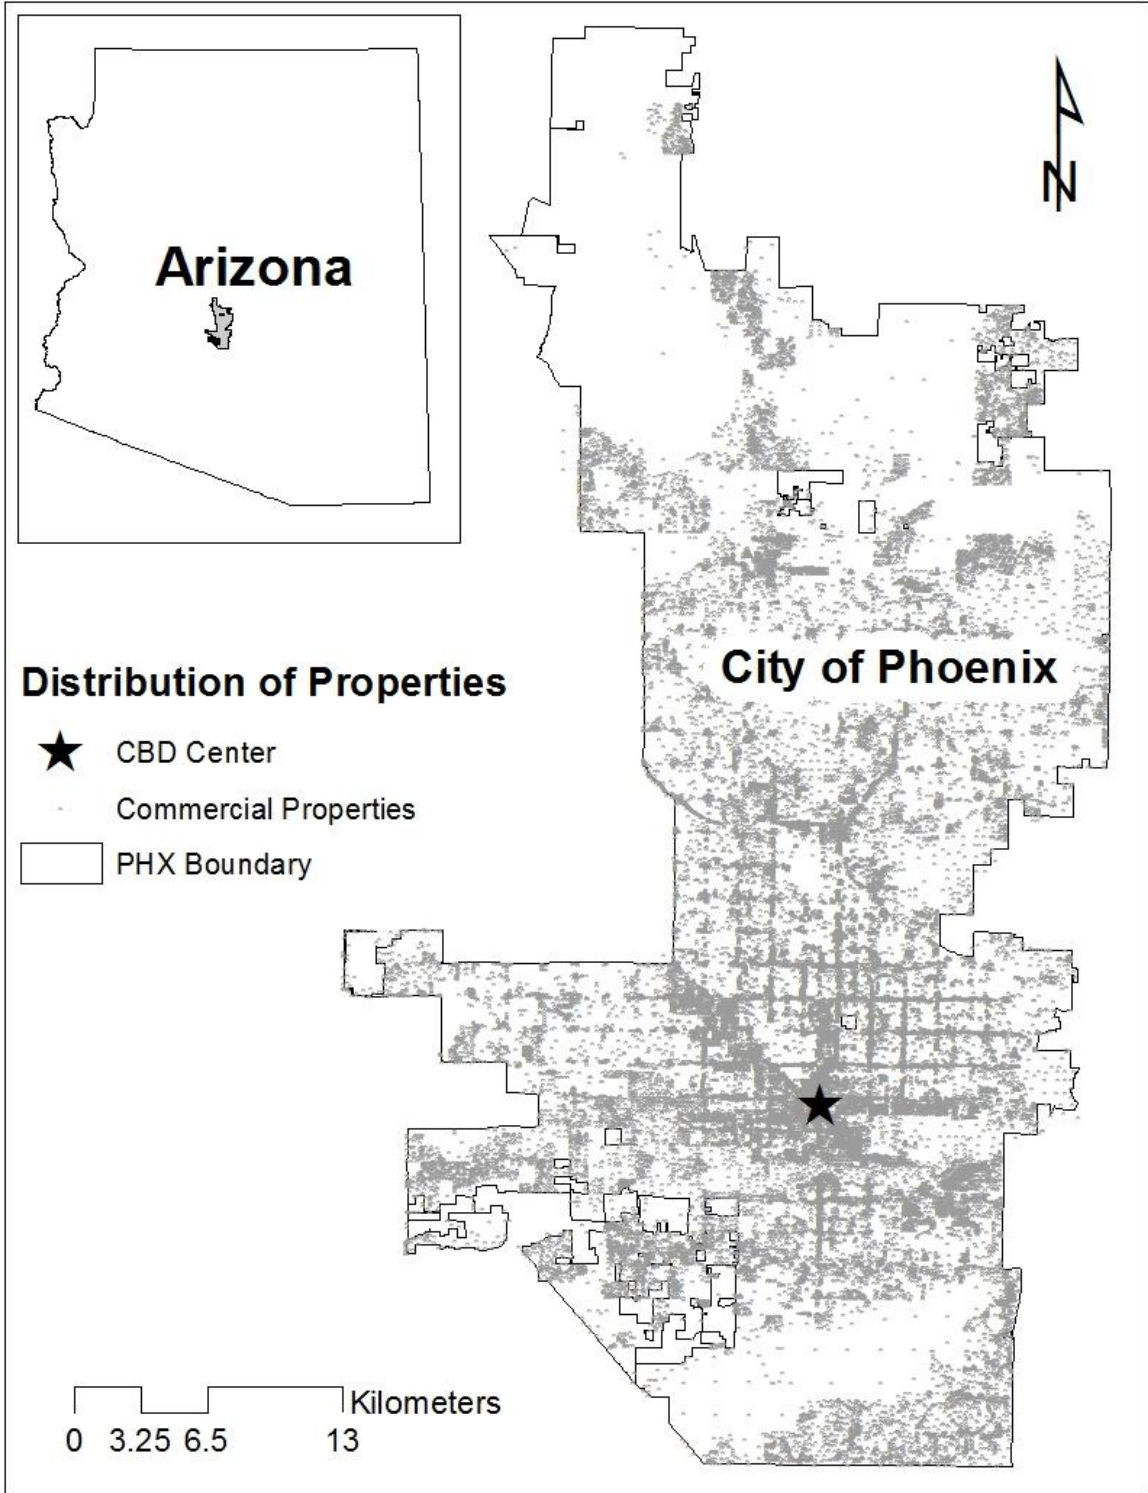 Arizona
N
City of Phoenix
Distribution of Properties
CBD Center
Commercial Properties
PHX Boundary
Kilometers
0 3.25 6.5 13